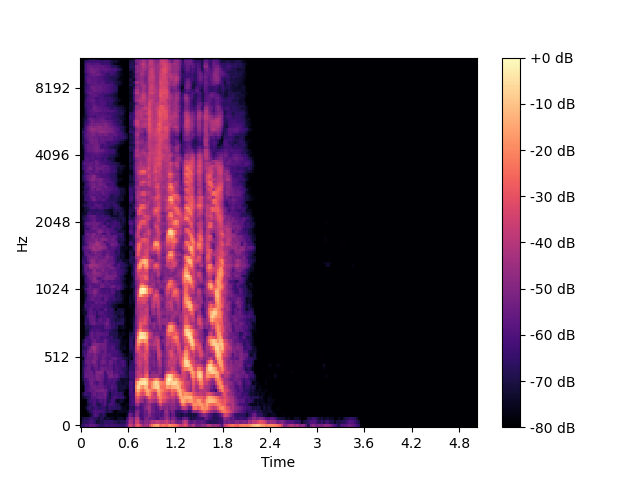 +0 dB
8192
-10 dB
4096
-20 dB
-30 dB
2048
Hz
-40 dB
1024
-50 dB
-60 dB
512
-70 dB
0
-80 dB
0 0.6 1.2 1.8 2.4 3 3.6 4.2 4.8
Time